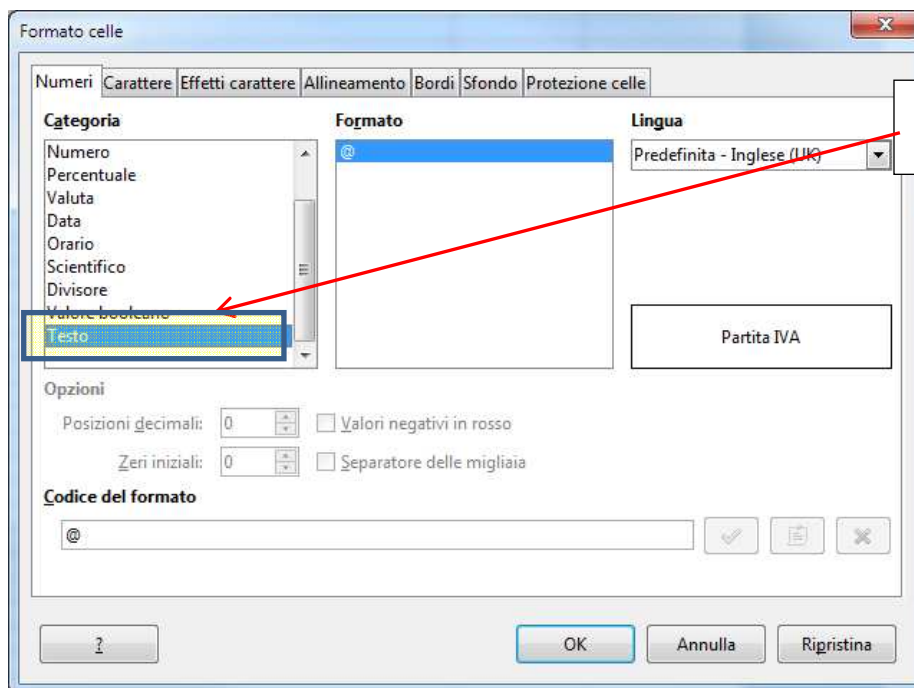 Formato celle
Numeri Carattere Effetti carattere Allineamento Bordi Sfondo Protezione celle
Categoria Formato Lingua
Numero
Percentuale
Valuta
Data
Orario
Scientifico
Divisore
Valore booleano
Testo
@
Predefinita - Inglese (UK)
Partita IVA
Opzioni
Posizioni decimali: 0 Valori negativi in rosso
Zeri iniziali: 0 Separatore delle migliaia
Codice del formato
@
? OK Annulla Ripristina